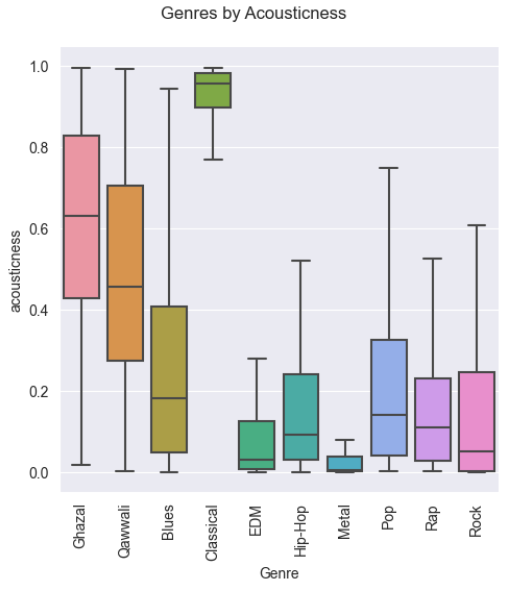 Genres by Acousticness
acousticness
1.0
0.8
0.6
0.4
0.2
0.0
Ghazal
Qawwali
Blues
Classical
EDM
Hip-Hop
Metal
Pop
Rap
Rock
Genre